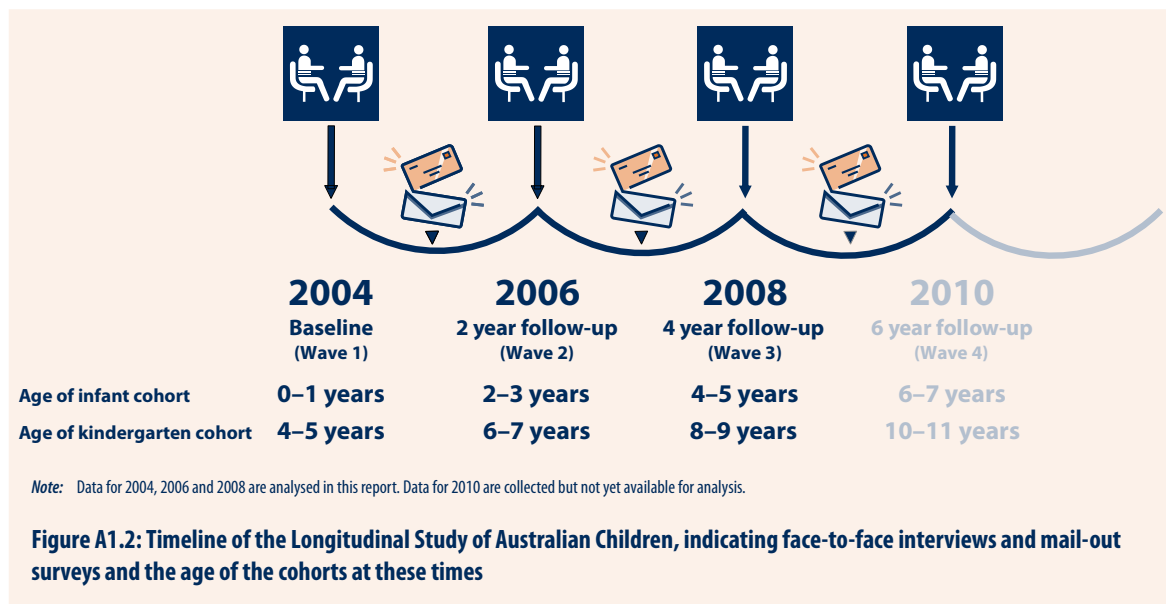 2004 2006 2008 2010
Baseline 2 year follow-up 4 year follow-up 6 year follow-up
(Wave 1) (Wave 2) (Wave 3) (Wave 4)
Age of infant cohort 0–1 years 2–3 years 4–5 years 6–7 years
Age of kindergarten cohort 4–5 years 6–7 years 8–9 years 10–11 years
Note: Data for 2004, 2006 and 2008 are analysed in this report. Data for 2010 are collected but not yet available for analysis.
Figure A1.2: Timeline of the Longitudinal Study of Australian Children, indicating face-to-face interviews and mail-out
surveys and the age of the cohorts at these times